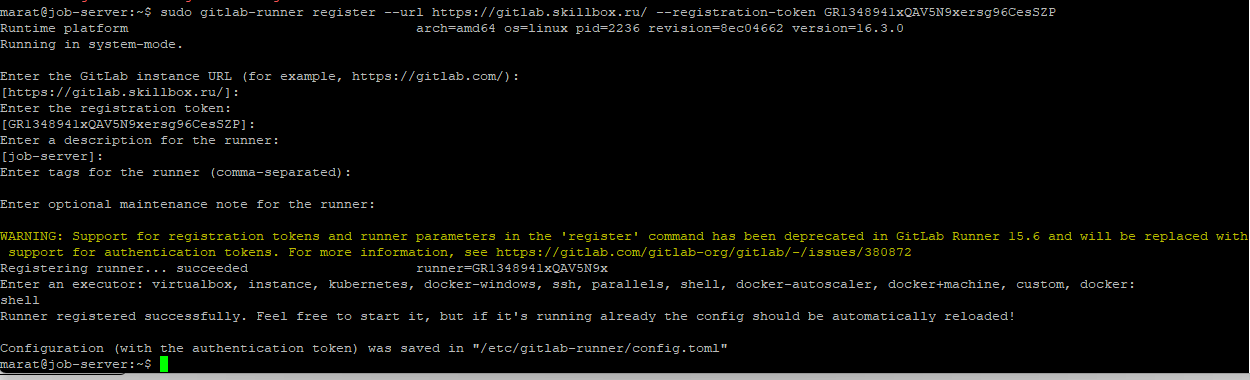 marat@job-server:~$ sudo gitlab-runner register --url https://gitlab.skillbox.ru/ --registration-token GR1348941xQAV5N9xersg96CesSZP
Runtime platform                                    arch=amd64 os=linux pid=2236 revision=8ec04662 version=16.3.0
Running in system-mode.
Enter the GitLab instance URL (for example, https://gitlab.com/):
[https://gitlab.skillbox.ru/]:
Enter the registration token:
[GR1348941xQAV5N9xersg96CesSZP]:
Enter a description for the runner:
[job-server]:
Enter tags for the runner (comma-separated):
Enter optional maintenance note for the runner:
WARNING: Support for registration tokens and runner parameters in the 'register' command has been deprecated in GitLab Runner 15.6 and will be replaced with
 support for authentication tokens. For more information, see https://gitlab.com/gitlab-org/gitlab/-/issues/380872
Registering runner... succeeded                     runner=GR1348941xQAV5N9x
Enter an executor: virtualbox, instance, kubernetes, docker-windows, ssh, parallels, shell, docker-autoscaler, docker+machine, custom, docker:
shell
Runner registered successfully. Feel free to start it, but if it's running already the config should be automatically reloaded!
Configuration (with the authentication token) was saved in "/etc/gitlab-runner/config.toml"
marat@job-server:~$